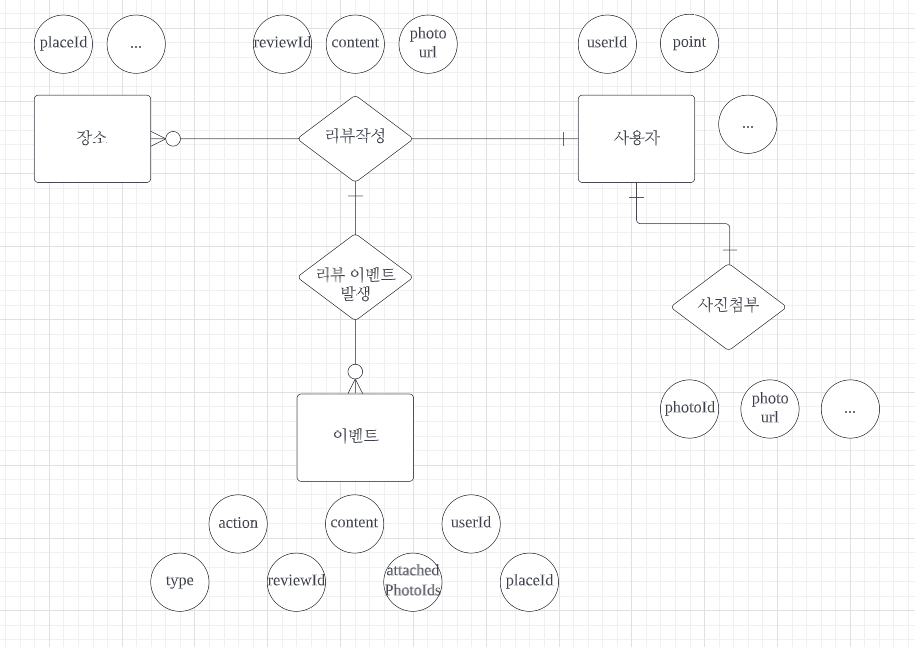 placeId
...
reviewId
content
photo
url
userId
point
장소
리뷰작성
사용자
...
리뷰 이벤트
발생
사진첨부
photoId
photo
url
...
이벤트
action
content
userId
type
reviewId
attached
PhotoIds
placeId